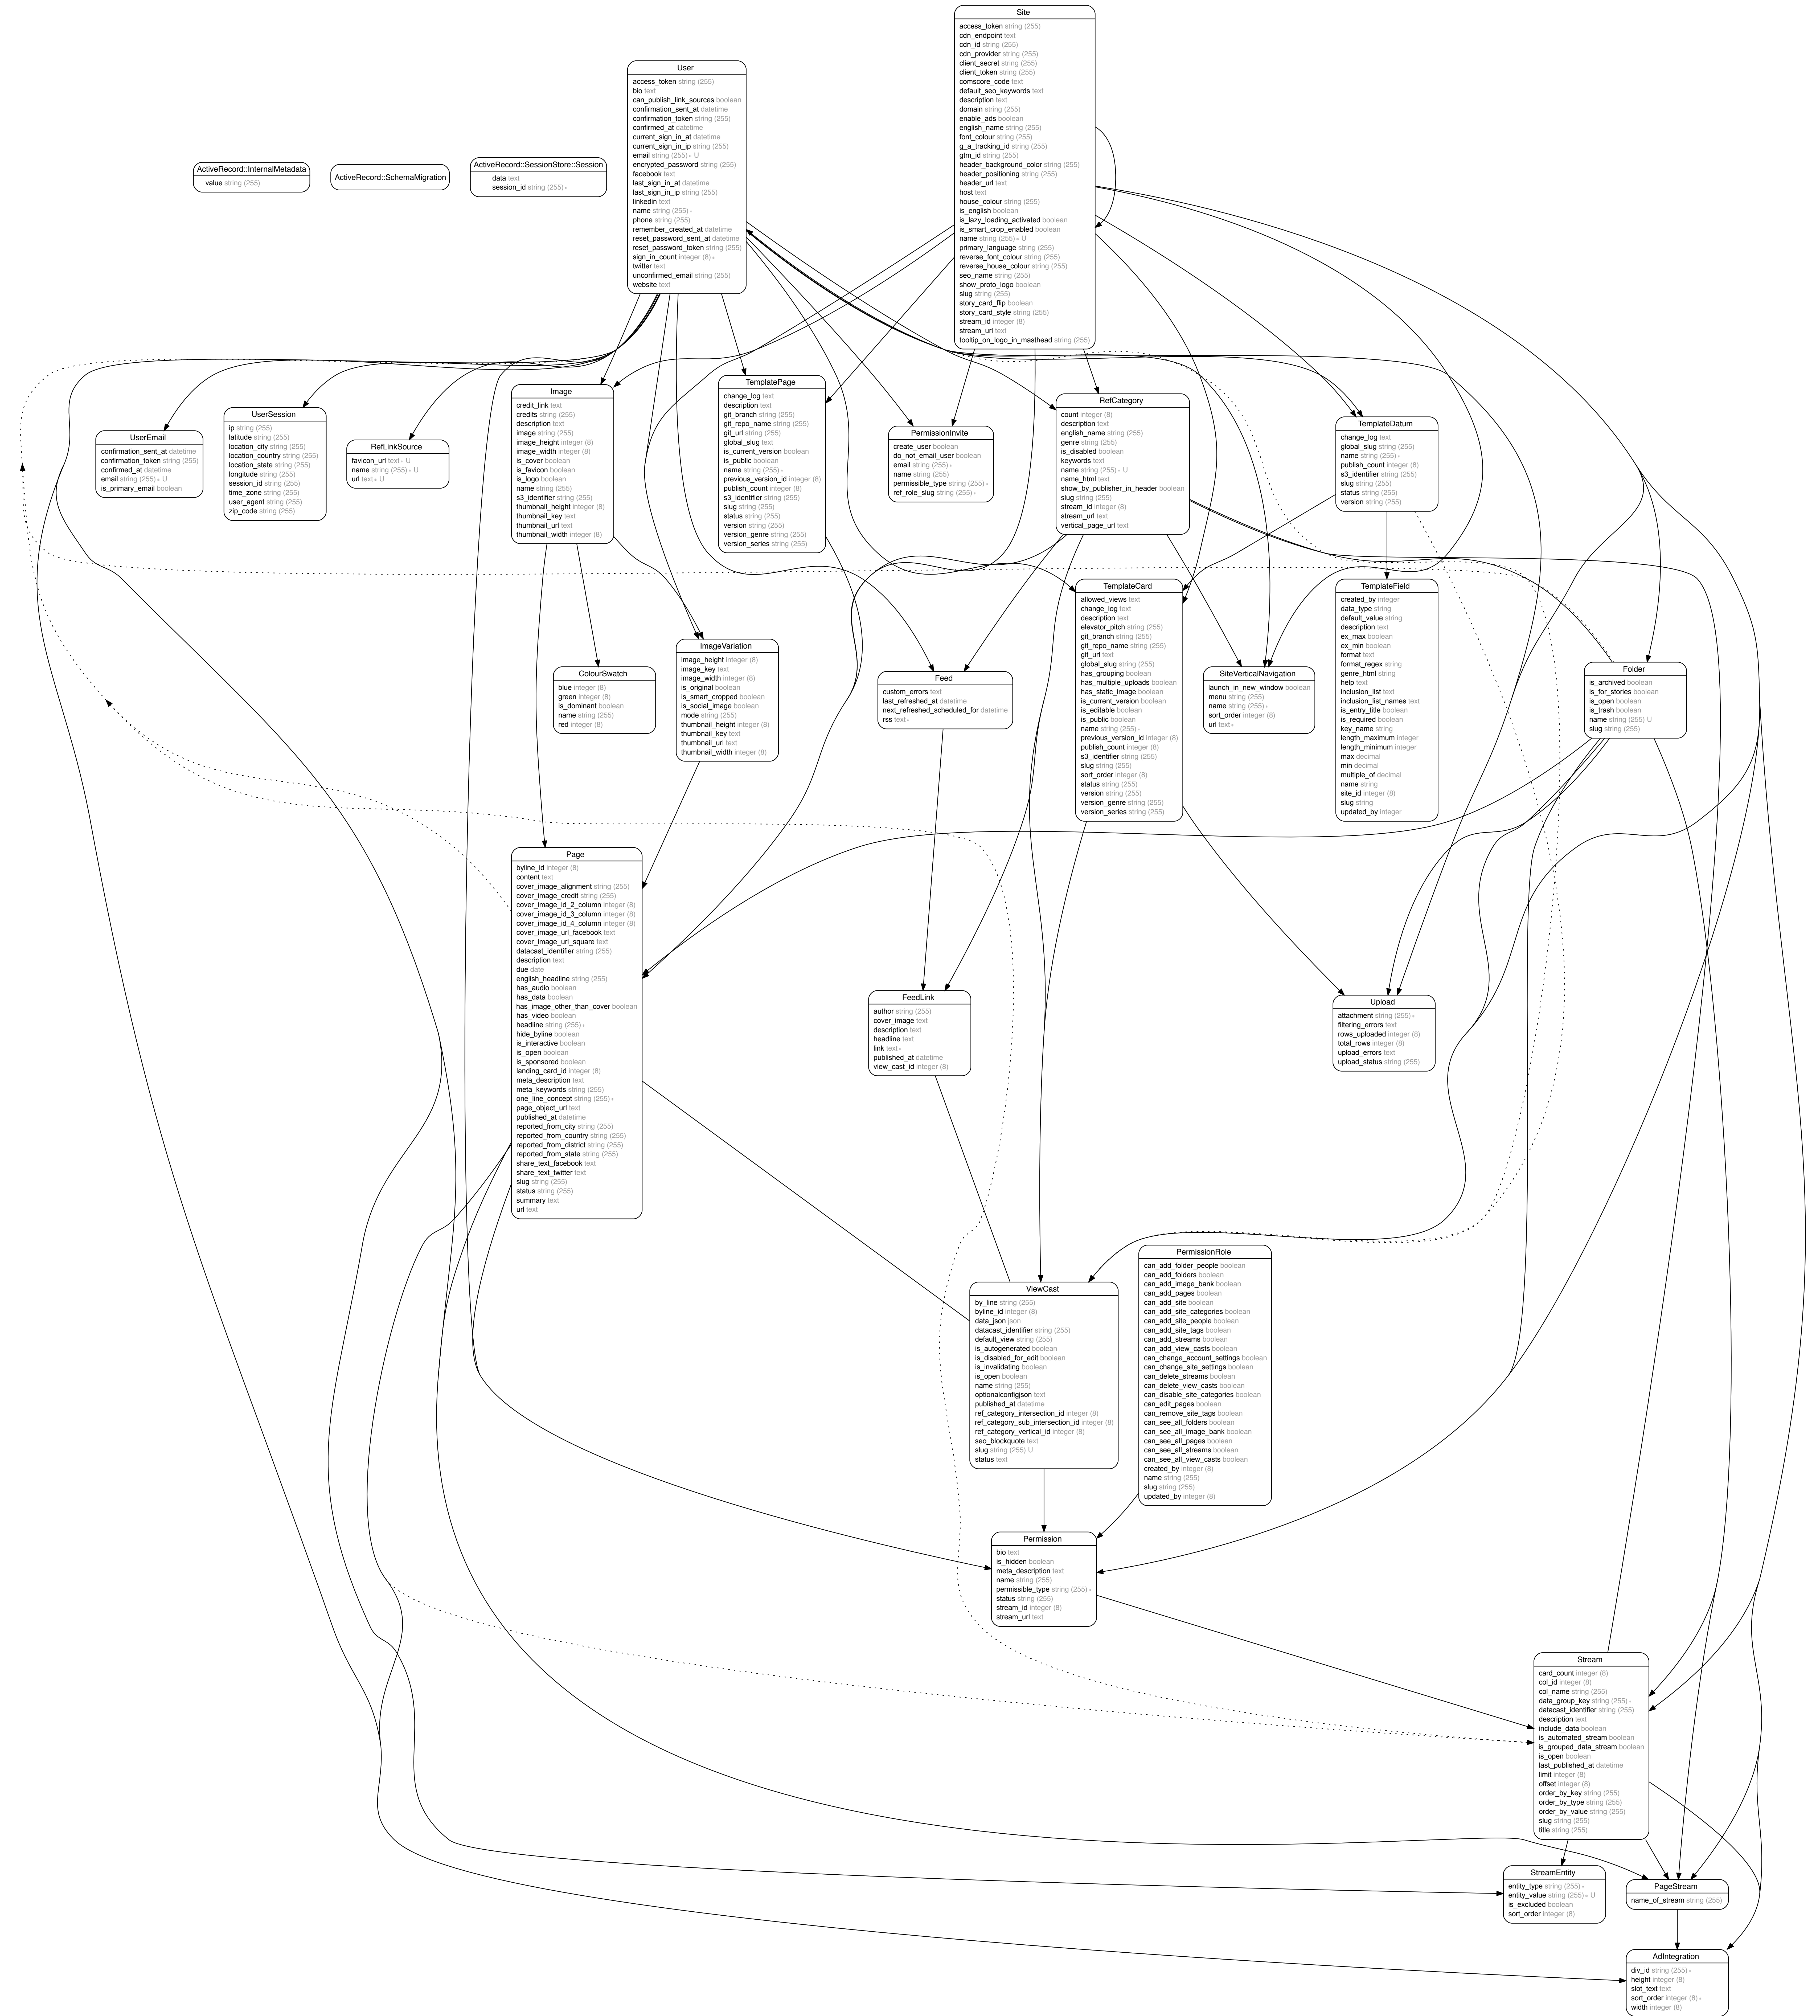 Site
access_token string (255)
cdn_endpoint text
cdn_id string (255)
cdn_provider string (255)
client_secret string (255)
client_token string (255)
comscore_code text
default_seo_keywords text
description text
domain string (255)
enable_ads boolean
english_name string (255)
font_colour string (255)
g_a_tracking_id string (255)
gtm_id string (255)
header_background_color string (255)
header_positioning string (255)
header_url text
host text
house_colour string (255)
is_english boolean
is_lazy_loading_activated boolean
is_smart_crop_enabled boolean
name string (255) ∗ U
primary_language string (255)
reverse_font_colour string (255)
reverse_house_colour string (255)
seo_name string (255)
show_proto_logo boolean
slug string (255)
story_card_flip boolean
story_card_style string (255)
stream_id integer (8)
stream_url text
tooltip_on_logo_in_masthead string (255)
User
access_token string (255)
bio text
can_publish_link_sources boolean
confirmation_sent_at datetime
confirmation_token string (255)
confirmed_at datetime
current_sign_in_at datetime
current_sign_in_ip string (255)
email string (255) ∗ U
encrypted_password string (255)
facebook text
last_sign_in_at datetime
last_sign_in_ip string (255)
linkedin text
name string (255) ∗
phone string (255)
remember_created_at datetime
reset_password_sent_at datetime
reset_password_token string (255)
sign_in_count integer (8) ∗
twitter text
unconfirmed_email string (255)
website text
ActiveRecord::InternalMetadata
value string (255)
ActiveRecord::SchemaMigration
ActiveRecord::SessionStore::Session
data text
session_id string (255) ∗
UserEmail
confirmation_sent_at datetime
confirmation_token string (255)
confirmed_at datetime
email string (255) ∗ U
is_primary_email boolean
UserSession
ip string (255)
latitude string (255)
location_city string (255)
location_country string (255)
location_state string (255)
longitude string (255)
session_id string (255)
time_zone string (255)
user_agent string (255)
zip_code string (255)
RefLinkSource
favicon_url text ∗ U
name string (255) ∗ U
url text ∗ U
Image
credit_link text
credits string (255)
description text
image string (255)
image_height integer (8)
image_width integer (8)
is_cover boolean
is_favicon boolean
is_logo boolean
name string (255)
s3_identifier string (255)
thumbnail_height integer (8)
thumbnail_key text
thumbnail_url text
thumbnail_width integer (8)
TemplatePage
change_log text
description text
git_branch string (255)
git_repo_name string (255)
git_url string (255)
global_slug text
is_current_version boolean
is_public boolean
name string (255) ∗
previous_version_id integer (8)
publish_count integer (8)
s3_identifier string (255)
slug string (255)
status string (255)
version string (255)
version_genre string (255)
version_series string (255)
PermissionInvite
create_user boolean
do_not_email_user boolean
email string (255) ∗
name string (255)
permissible_type string (255) ∗
ref_role_slug string (255) ∗
RefCategory
count integer (8)
description text
english_name string (255)
genre string (255)
is_disabled boolean
keywords text
name string (255) ∗ U
name_html text
show_by_publisher_in_header boolean
slug string (255)
stream_id integer (8)
stream_url text
vertical_page_url text
TemplateDatum
change_log text
global_slug string (255)
name string (255) ∗
publish_count integer (8)
s3_identifier string (255)
slug string (255)
status string (255)
version string (255)
TemplateCard
allowed_views text
change_log text
description text
elevator_pitch string (255)
git_branch string (255)
git_repo_name string (255)
git_url text
global_slug string (255)
has_grouping boolean
has_multiple_uploads boolean
has_static_image boolean
is_current_version boolean
is_editable boolean
is_public boolean
name string (255) ∗
previous_version_id integer (8)
publish_count integer (8)
s3_identifier string (255)
slug string (255)
sort_order integer (8)
status string (255)
version string (255)
version_genre string (255)
version_series string (255)
TemplateField
created_by integer
data_type string
default_value string
description text
ex_max boolean
ex_min boolean
format text
format_regex string
genre_html string
help text
inclusion_list text
inclusion_list_names text
is_entry_title boolean
is_required boolean
key_name string
length_maximum integer
length_minimum integer
max decimal
min decimal
multiple_of decimal
name string
site_id integer (8)
slug string
updated_by integer
ImageVariation
image_height integer (8)
image_key text
image_width integer (8)
is_original boolean
is_smart_cropped boolean
is_social_image boolean
mode string (255)
thumbnail_height integer (8)
thumbnail_key text
thumbnail_url text
thumbnail_width integer (8)
ColourSwatch
blue integer (8)
green integer (8)
is_dominant boolean
name string (255)
red integer (8)
Feed
custom_errors text
last_refreshed_at datetime
next_refreshed_scheduled_for datetime
rss text ∗
SiteVerticalNavigation
launch_in_new_window boolean
menu string (255)
name string (255) ∗
sort_order integer (8)
url text ∗
Folder
is_archived boolean
is_for_stories boolean
is_open boolean
is_trash boolean
name string (255) U
slug string (255)
Page
byline_id integer (8)
content text
cover_image_alignment string (255)
cover_image_credit string (255)
cover_image_id_2_column integer (8)
cover_image_id_3_column integer (8)
cover_image_id_4_column integer (8)
cover_image_url_facebook text
cover_image_url_square text
datacast_identifier string (255)
description text
due date
english_headline string (255)
has_audio boolean
has_data boolean
has_image_other_than_cover boolean
has_video boolean
headline string (255) ∗
hide_byline boolean
is_interactive boolean
is_open boolean
is_sponsored boolean
landing_card_id integer (8)
meta_description text
meta_keywords string (255)
one_line_concept string (255) ∗
page_object_url text
published_at datetime
reported_from_city string (255)
reported_from_country string (255)
reported_from_district string (255)
reported_from_state string (255)
share_text_facebook text
share_text_twitter text
slug string (255)
status string (255)
summary text
url text
FeedLink
author string (255)
cover_image text
description text
headline text
link text ∗
published_at datetime
view_cast_id integer (8)
Upload
attachment string (255) ∗
filtering_errors text
rows_uploaded integer (8)
total_rows integer (8)
upload_errors text
upload_status string (255)
PermissionRole
can_add_folder_people boolean
can_add_folders boolean
can_add_image_bank boolean
can_add_pages boolean
can_add_site boolean
can_add_site_categories boolean
can_add_site_people boolean
can_add_site_tags boolean
can_add_streams boolean
can_add_view_casts boolean
can_change_account_settings boolean
can_change_site_settings boolean
can_delete_streams boolean
can_delete_view_casts boolean
can_disable_site_categories boolean
can_edit_pages boolean
can_remove_site_tags boolean
can_see_all_folders boolean
can_see_all_image_bank boolean
can_see_all_pages boolean
can_see_all_streams boolean
can_see_all_view_casts boolean
created_by integer (8)
name string (255)
slug string (255)
updated_by integer (8)
ViewCast
by_line string (255)
byline_id integer (8)
data_json json
datacast_identifier string (255)
default_view string (255)
is_autogenerated boolean
is_disabled_for_edit boolean
is_invalidating boolean
is_open boolean
name string (255)
optionalconfigjson text
published_at datetime
ref_category_intersection_id integer (8)
ref_category_sub_intersection_id integer (8)
ref_category_vertical_id integer (8)
seo_blockquote text
slug string (255) U
status text
Permission
bio text
is_hidden boolean
meta_description text
name string (255)
permissible_type string (255) ∗
status string (255)
stream_id integer (8)
stream_url text
Stream
card_count integer (8)
col_id integer (8)
col_name string (255)
data_group_key string (255) ∗
datacast_identifier string (255)
description text
include_data boolean
is_automated_stream boolean
is_grouped_data_stream boolean
is_open boolean
last_published_at datetime
limit integer (8)
offset integer (8)
order_by_key string (255)
order_by_type string (255)
order_by_value string (255)
slug string (255)
title string (255)
StreamEntity
entity_type string (255) ∗
entity_value string (255) ∗ U
is_excluded boolean
sort_order integer (8)
PageStream
name_of_stream string (255)
AdIntegration
div_id string (255) ∗
height integer (8)
slot_text text
sort_order integer (8) ∗
width integer (8)